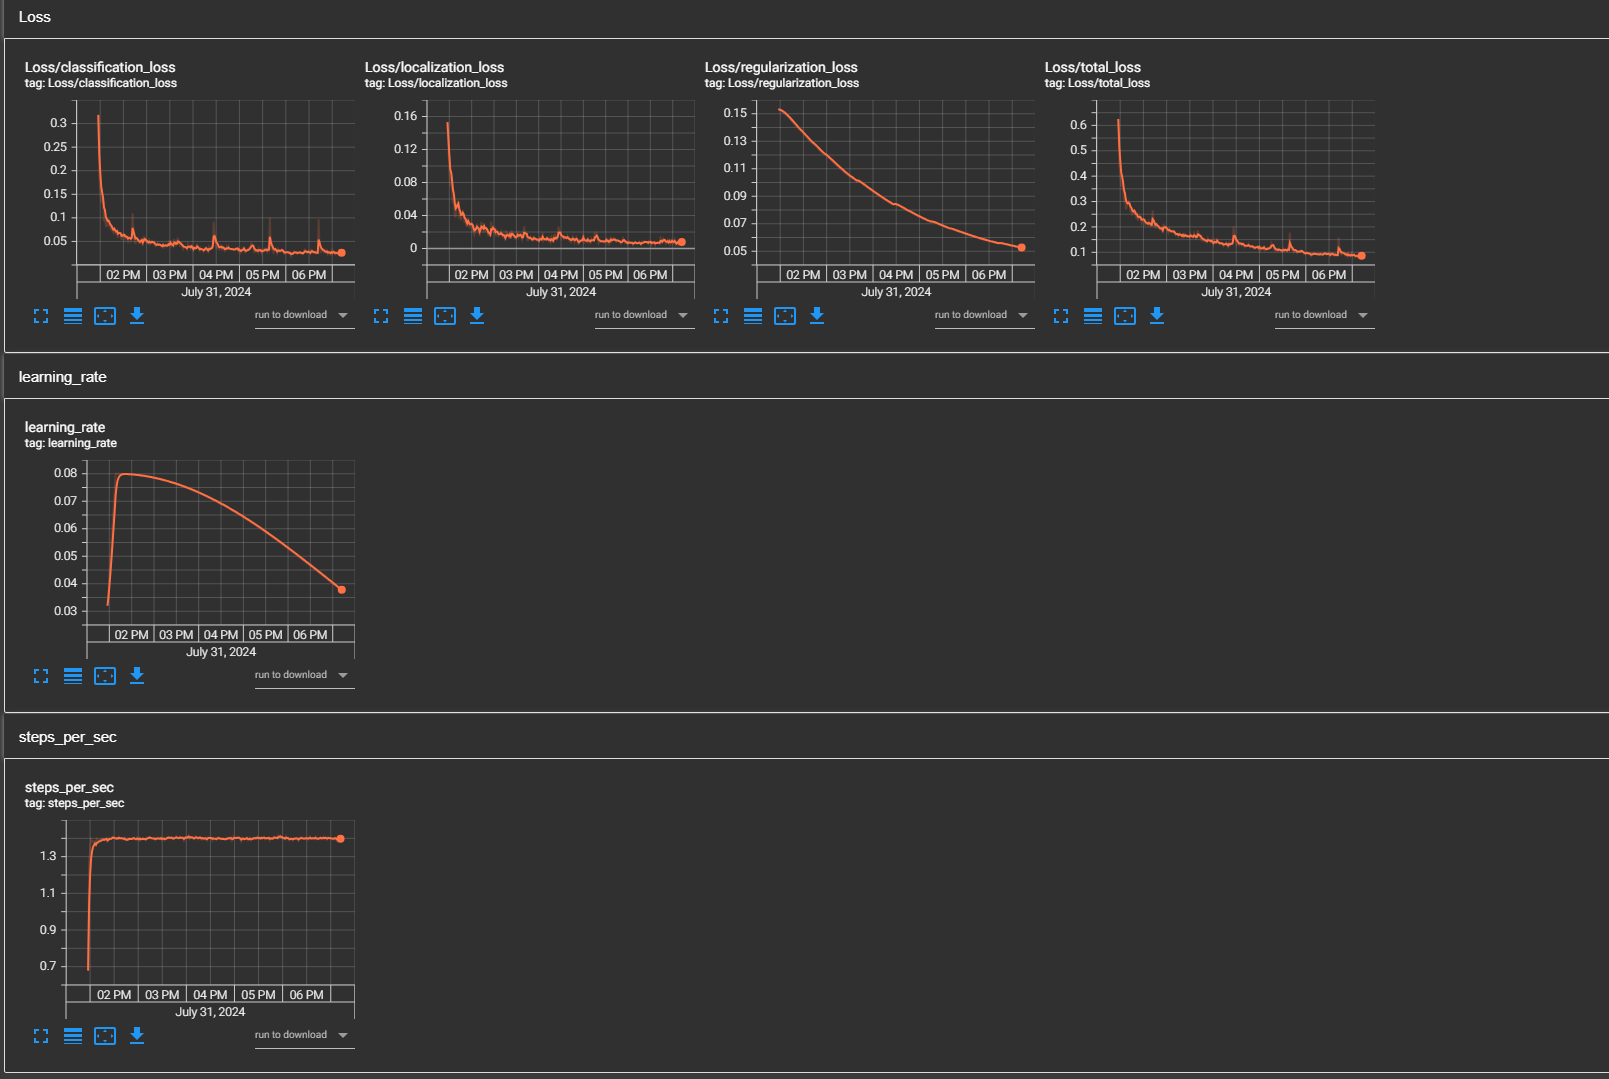 Loss
Loss/classification_loss
tag: Loss/classification_loss
0.3
0.25
0.2
0.15
0.1
0.05
02 PM 03 PM 04 PM 05 PM 06 PM
July 31, 2024
run to download
Loss/localization_loss
tag: Loss/localization_loss
0.16
0.12
0.08
0.04
0
02 PM 03 PM 04 PM 05 PM 06 PM
July 31, 2024
run to download
Loss/regularization_loss
tag: Loss/regularization_loss
0.15
0.13
0.11
0.09
0.07
0.05
02 PM 03 PM 04 PM 05 PM 06 PM
July 31, 2024
run to download
Loss/total_loss
tag: Loss/total_loss
0.6
0.5
0.4
0.3
0.2
0.1
02 PM 03 PM 04 PM 05 PM 06 PM
July 31, 2024
run to download
learning_rate
learning_rate
tag: learning_rate
0.08
0.07
0.06
0.05
0.04
0.03
02 PM 03 PM 04 PM 05 PM 06 PM
July 31, 2024
run to download
steps_per_sec
steps_per_sec
tag: steps_per_sec
1.3
1.1
0.9
0.7
02 PM 03 PM 04 PM 05 PM 06 PM
July 31, 2024
run to download